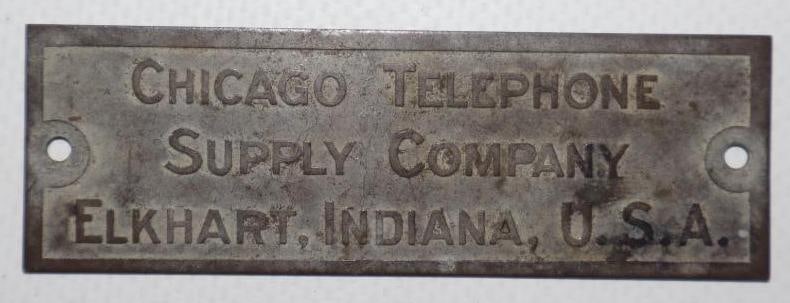 CHICAGO TELEPHONE
SUPPLY COMPANY
ELKHART, INDIANA, U.S.A.